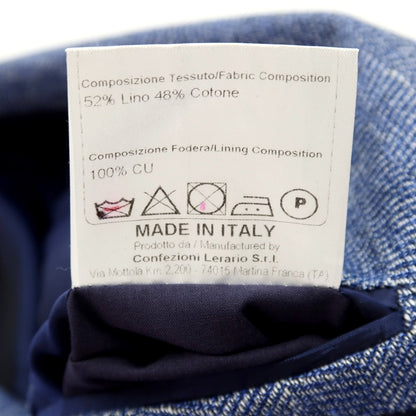 Composizione Tessuto/Fabric Composition
52% Lino 48% Cotone
Composizione Fodera/Lining Composition
100% CU
P
MADE IN ITALY
Prodotto da / Manufactured by
Confezioni Lerario S.r.l.
Via Mottola Km 2,200 - 74015 Martina Franca (TA)